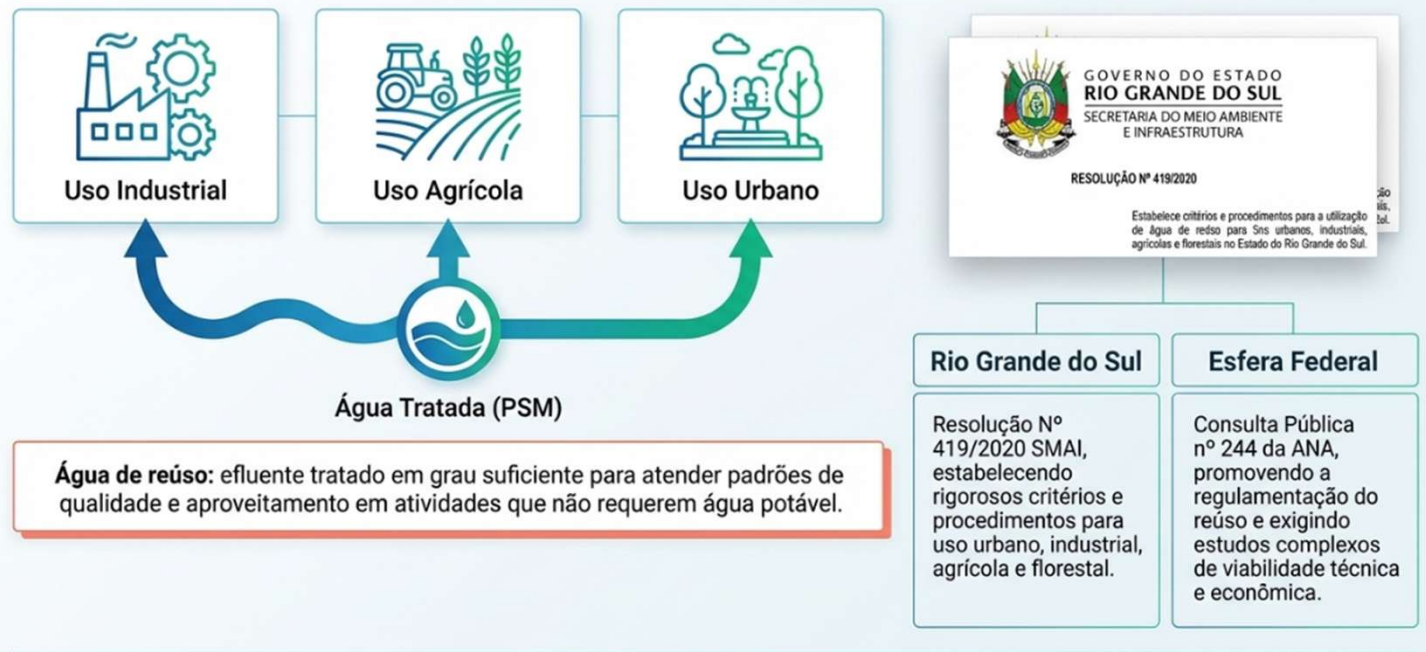 Uso Industrial
Uso Agrícola
Uso Urbano
Água Tratada (PSM)
Água de reúso: efluente tratado em grau suficiente para atender padrões de
qualidade e aproveitamento em atividades que não requerem água potável.
GOVERNO DO ESTADO
RIO GRANDE DO SUL
SECRETARIA DO MEIO AMBIENTE
E INFRAESTRUTURA
RESOLUÇÃO Nº 419/2020
Estabelece critérios e procedimentos para a utilização
de água de redso para Sns urbanos, industriais,
agrícolas e florestais no Estado do Rio Grande do Sul.
Rio Grande do Sul
Resolução Nº
419/2020 SMAI,
estabelecendo
rigorosos critérios e
procedimentos para
uso urbano, industrial,
agrícola e florestal.
Esfera Federal
Consulta Pública
nº 244 da ANA,
promovendo a
regulamentação do
reúso e exigindo
estudos complexos
de viabilidade técnica
e econômica.